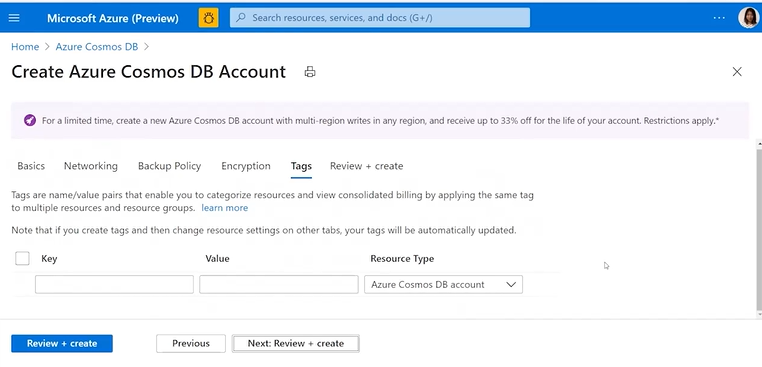 Microsoft Azure (Preview)
Search resources, services, and docs (G+/)
Home > Azure Cosmos DB >
Create Azure Cosmos DB Account
For a limited time, create a new Azure Cosmos DB account with multi-region writes in any region, and receive up to 33% off for the life of your account. Restrictions apply.*
Basics Networking Backup Policy Encryption Tags Review + create
Tags are name/value pairs that enable you to categorize resources and view consolidated billing by applying the same tag
to multiple resources and resource groups. learn more
Note that if you create tags and then change resource settings on other tabs, your tags will be automatically updated.
Key Value Resource Type
Azure Cosmos DB account
Review + create Previous Next: Review + create